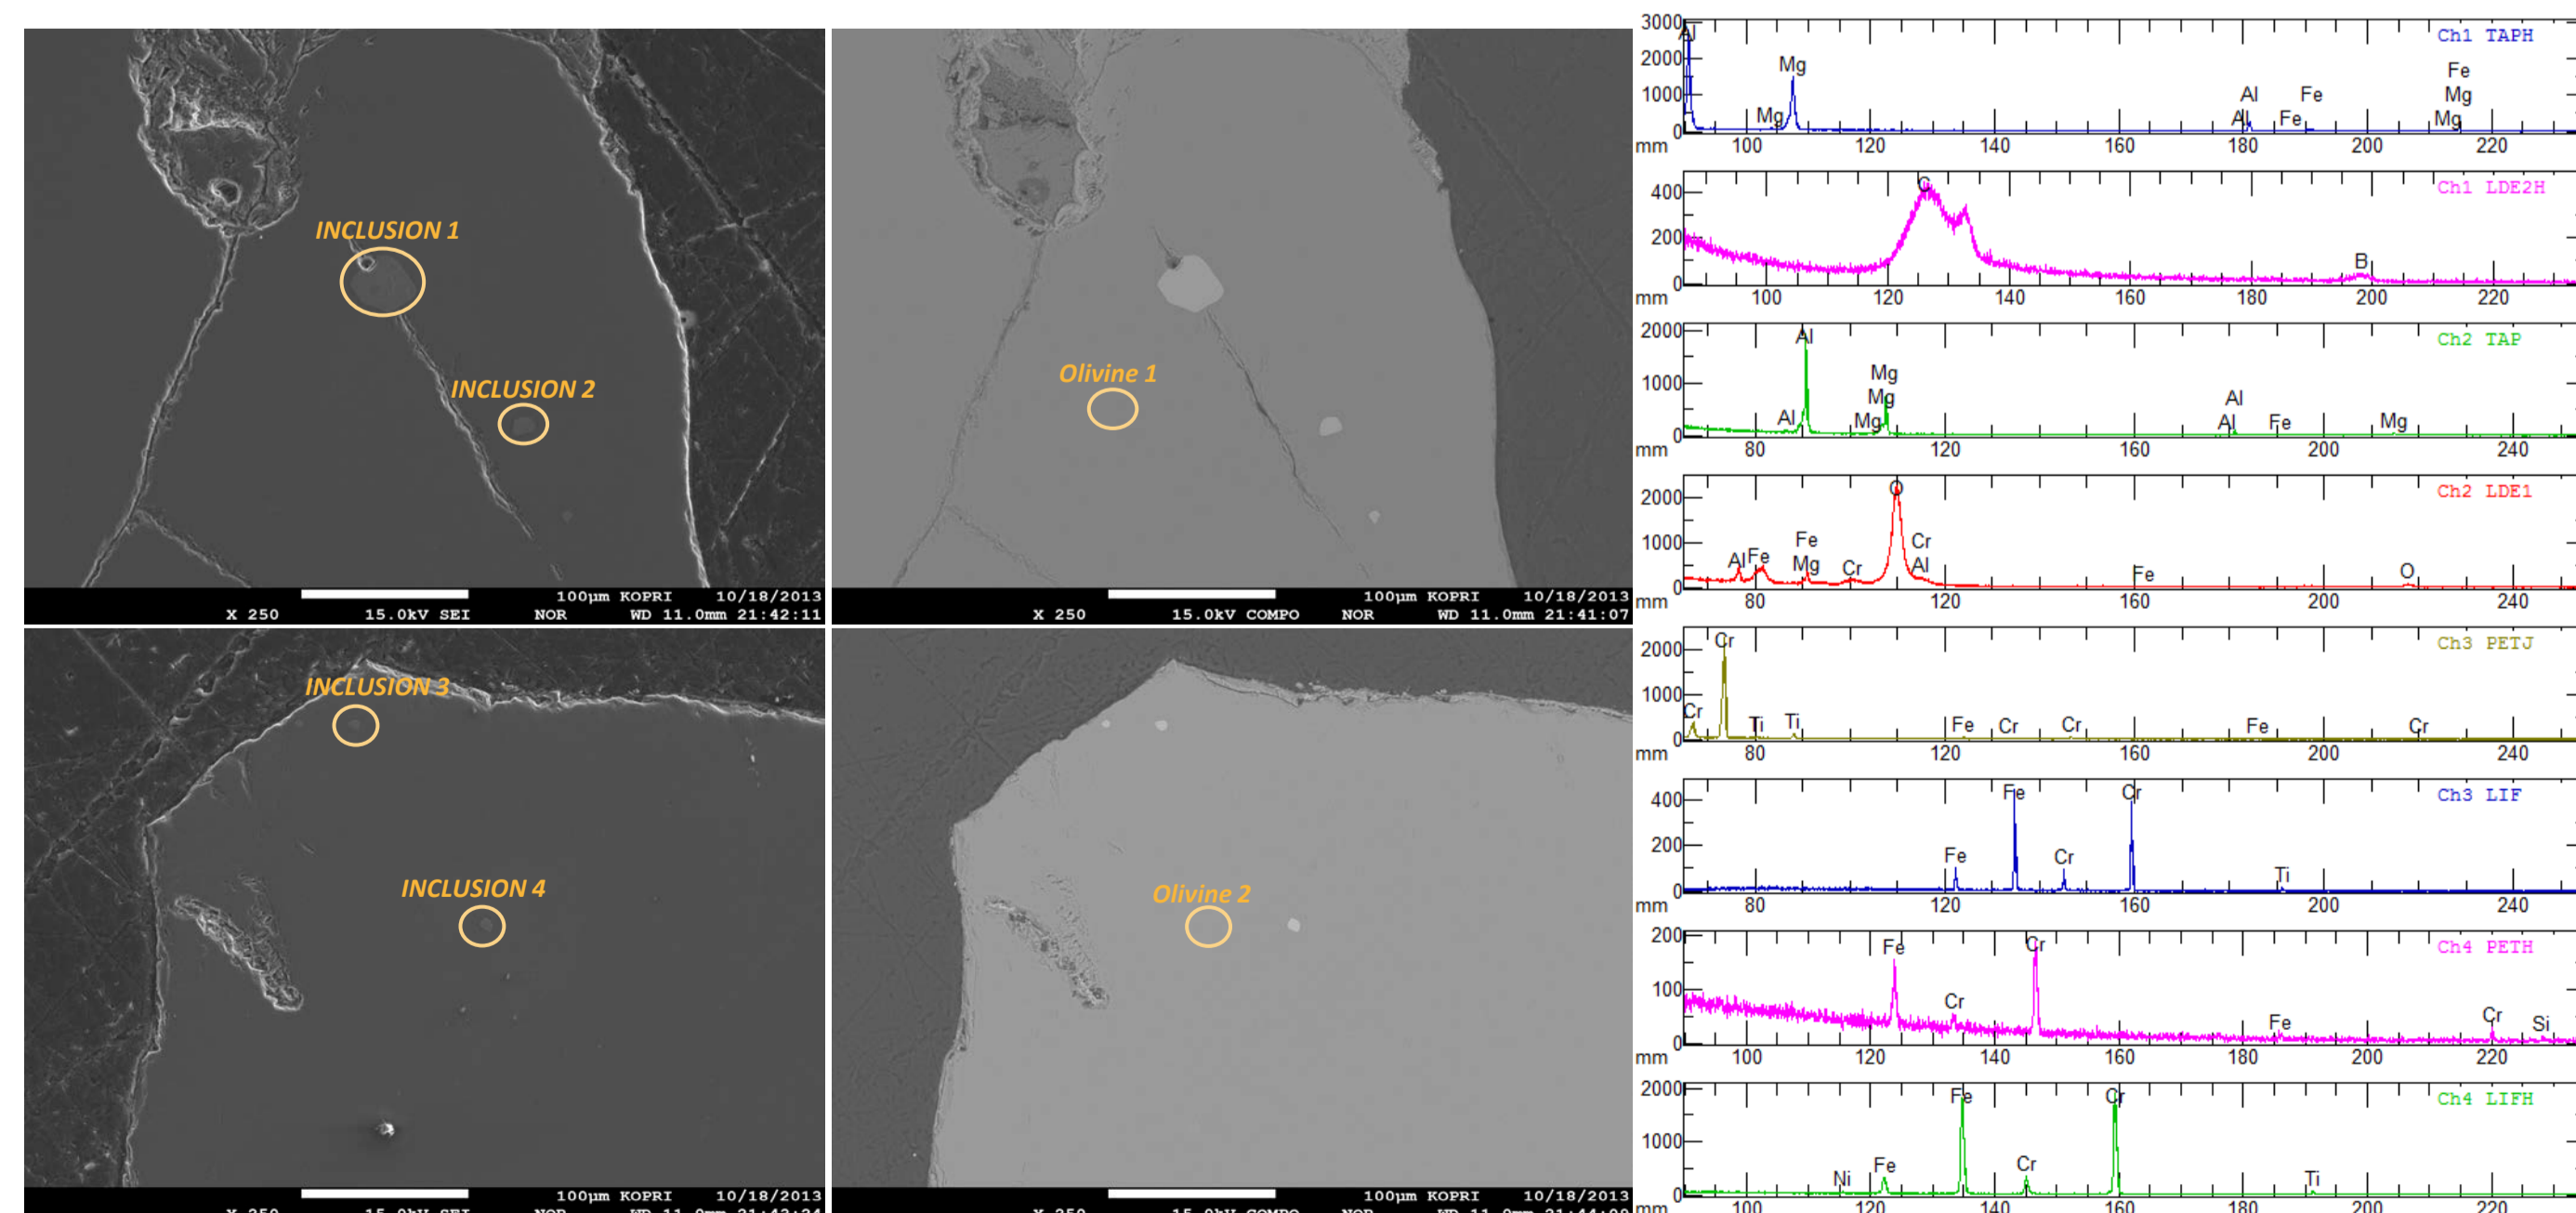 INCLUSION 1
INCLUSION 2
100µm KOPRI 10/18/2013
X 250 15.0kV SEI NOR WD 11.0mm 21:42:11
Olivine 1
100µm KOPRI 10/18/2013
X 250 15.0kV COMPO NOR WD 11.0mm 21:41:07
INCLUSION 3
INCLUSION 4
100µm KOPRI 10/18/2013
Olivine 2
100µm KOPRI 10/18/2013
Ch1 TAPH
3000
2000
1000
0
Al
Mg
Mg
Al
Al
Fe
Fe
Fe
Mg
Mg
mm 100 120 140 160 180 200 220
Ch1 LDE2H
400
200
0
C
B
mm 100 120 140 160 180 200 220
Ch2 TAP
2000
1000
0
Al
Al
Mg
Mg
Mg
Al
Al
Fe
Mg
mm 80 120 160 200 240
Ch2 LDE1
2000
1000
0
Al
Fe
Fe
Mg
Cr
O
Cr
Al
Fe
O
mm 80 120 160 200 240
Ch3 PETJ
2000
1000
0
Cr
Cr
Ti
Ti
Fe
Cr
Cr
Fe
Cr
mm 80 120 160 200 240
Ch3 LIF
400
200
0
Fe
Fe
Cr
Cr
Ti
mm 80 120 160 200 240
Ch4 PETH
200
100
0
Fe
Cr
Cr
Fe
Cr
Si
mm 100 120 140 160 180 200 220
Ch4 LIFH
2000
1000
0
Ni
Fe
Fe
Cr
Cr
Ti
mm 100 120 140 160 180 200 220